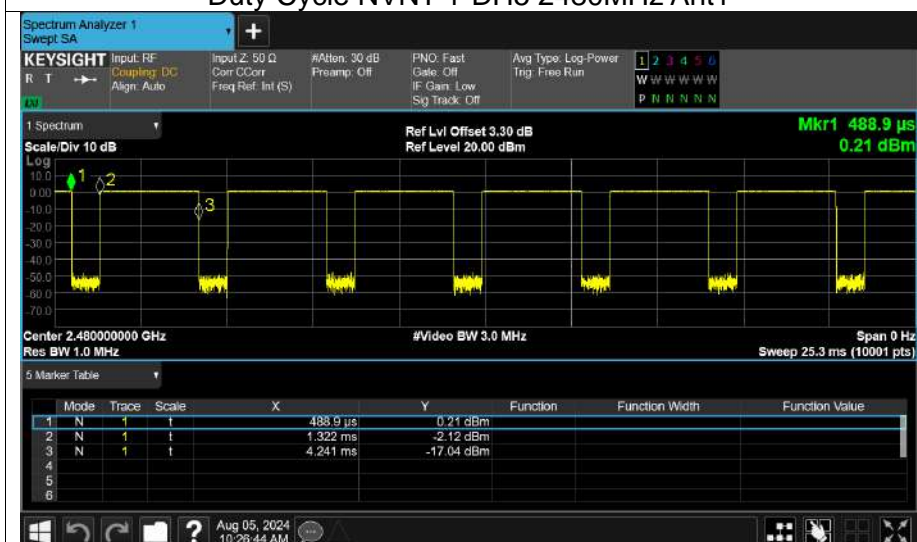 Duty Cycle NVNT 1-DH5 2480MHz Ant1
Spectrum Analyzer 1
Swept SA
+
KEYSIGHT Input: RF Input Z: 50 Ω #Atten: 30 dB PNO: Fast Avg Type: Log-Power 1 2 3 4 5 6
R T Coupling: DC Corr CCorr Preamp: Off Gate: Off Trig: Free Run W W W W W W
Align: Auto Freq Ref: Int (S) IF Gain: Low
Sig Track: Off P N N N N N
1 Spectrum Ref Lvl Offset 3.30 dB Mkr1 488.9 µs
Scale/Div 10 dB Ref Level 20.00 dBm 0.21 dBm
Log
10.0
0.00
-10.0
-20.0
-30.0
-40.0
-50.0
-60.0
-70.0
1
2
3
Center 2.480000000 GHz #Video BW 3.0 MHz Span 0 Hz
Res BW 1.0 MHz Sweep 25.3 ms (10001 pts)
5 Marker Table
Mode Trace Scale X Y Function Function Width Function Value
1 N 1 t 488.9 µs 0.21 dBm
2 N 1 t 1.322 ms -2.12 dBm
3 N 1 t 4.241 ms -17.04 dBm
4
5
6
? Aug 05, 2024
10:26:44 AM